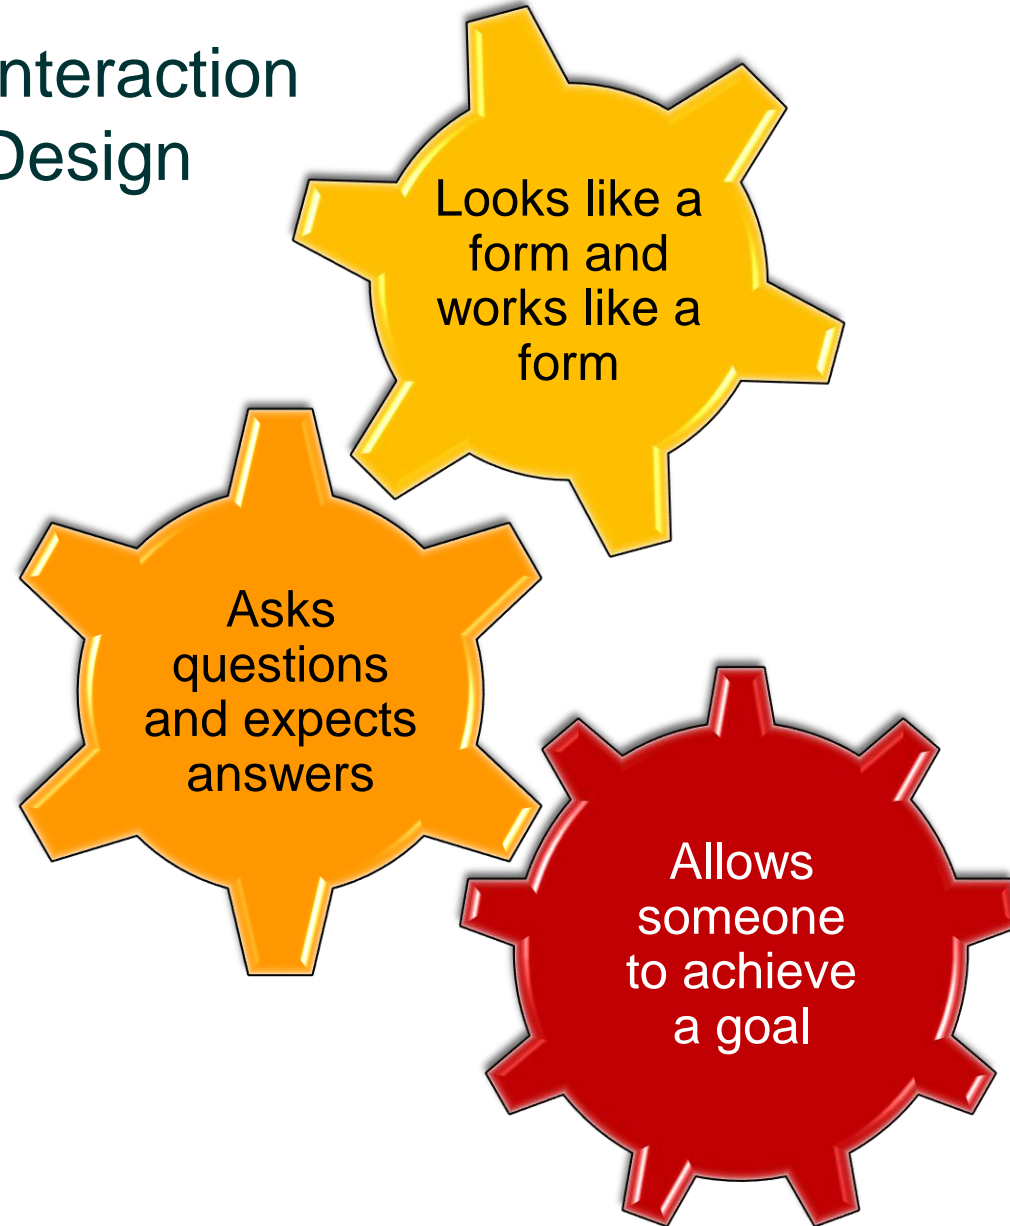 nteraction
Design
Looks like a
form and
works like a
form
Asks
questions
and expects
answers
Allows
someone
to achieve
a goal